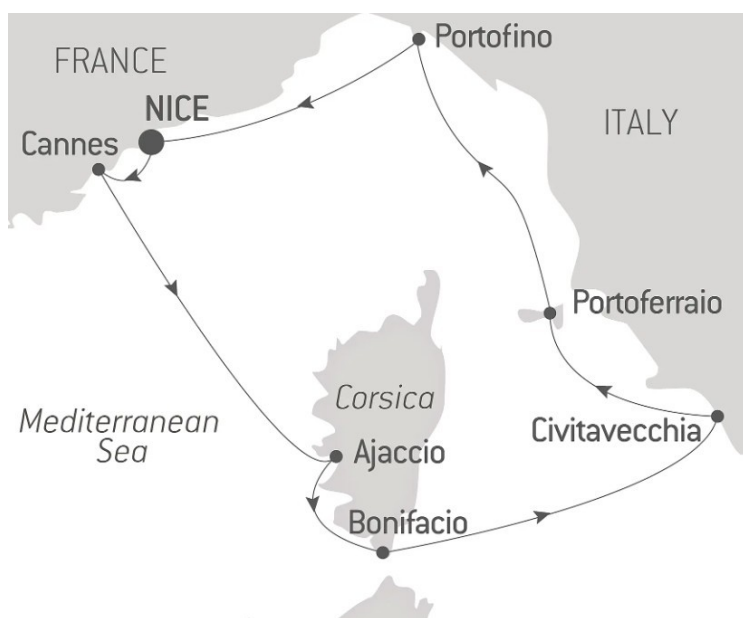 Portofino
FRANCE
NICE
ITALY
Cannes
Portoferraio
Corsica
Mediterranean
Sea
Civitavecchia
Ajaccio
Bonifacio